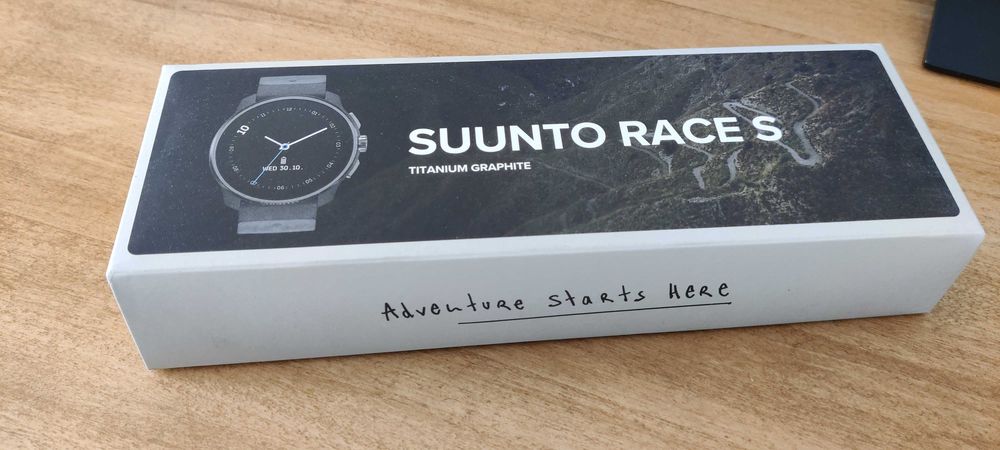 SUUNTO RACE S
TITANIUM GRAPHITE
10
WED 30.10.
Adventure starts Here